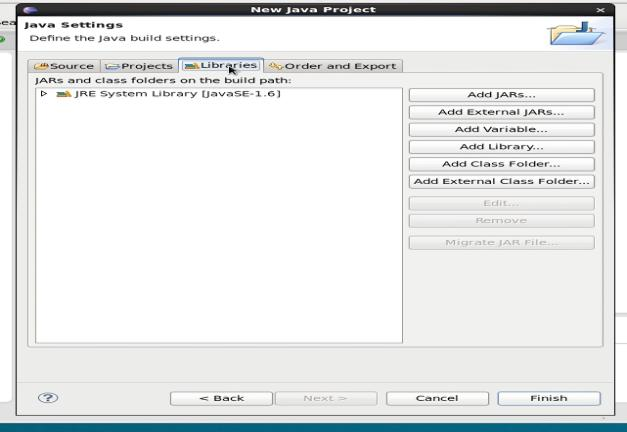 New Java Project
Java Settings
Define the Java build settings.
Source Projects Libraries Order and Export
JARs and class folders on the build path:
JRE System Library [JavaSE-1.6]
Add JARs...
Add External JARs...
Add Variable...
Add Library...
Add Class Folder...
Add External Class Folder...
Edit...
Remove
Migrate JAR File...
< Back Next > Cancel Finish